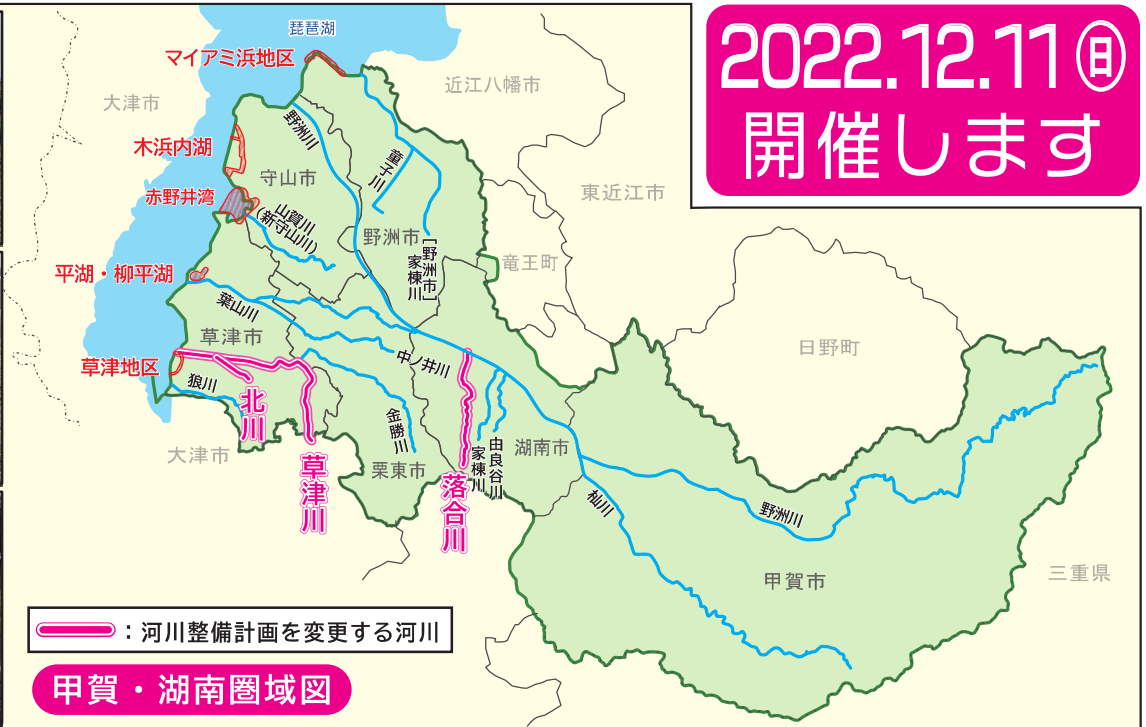 2022.12.11㊐
開催します
琵琶湖
マイアミ浜地区
近江八幡市
大津市
野洲川
木浜内湖
童子川
守山市
東近江市
赤野井湾
山賀川
(新守山川)
野洲市
[野洲市]
家棟川
竜王町
平湖・柳平湖
葉山川
草津市
日野町
中ノ井川
草津地区
狼川
北川
金勝川
大津市
湖南市
由良谷川
家棟川
栗東市
草津川
落合川
杣川
野洲川
三重県
甲賀市
:河川整備計画を変更する河川
甲賀・湖南圏域図